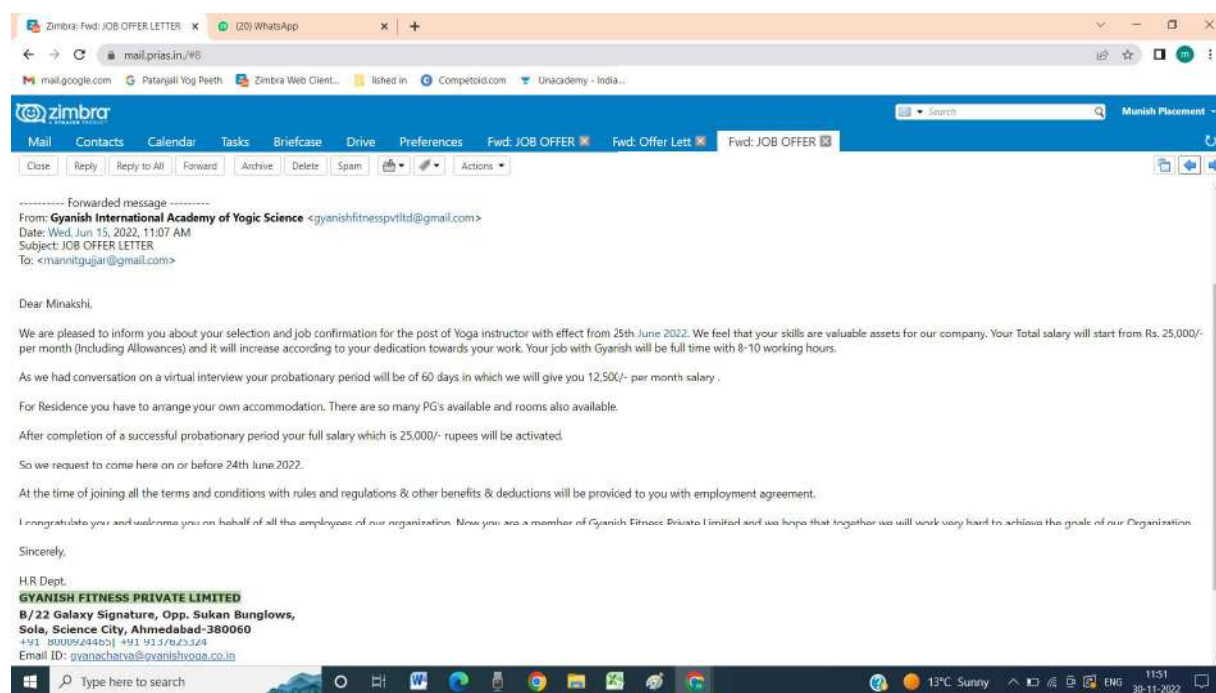 Zimbra: Fwd: JOB OFFER LETTER
(20) WhatsApp
mail.prias.in/#8
mail.google.com Patanjali Yog Peeth Zimbra Web Client... lished in Competoid.com Unacademy - India...
zimbra
Search
Munish Placement
Mail Contacts Calendar Tasks Briefcase Drive Preferences Fwd: JOB OFFER Fwd: Offer Lett Fwd: JOB OFFER
Close Reply Reply to All Forward Archive Delete Spam Actions
---------- Forwarded message ---------
From: Gyanish International Academy of Yogic Science <gyanishfitnesspvtltd@gmail.com>
Date: Wed, Jun 15, 2022, 11:07 AM
Subject: JOB OFFER LETTER
To: <mannitgujjar@gmail.com>
Dear Minakshi,
We are pleased to inform you about your selection and job confirmation for the post of Yoga instructor with effect from 25th June 2022. We feel that your skills are valuable assets for our company. Your Total salary will start from Rs. 25,000/-
per month (Including Allowances) and it will increase according to your dedication towards your work. Your job with Gyanish will be full time with 8-10 working hours.
As we had conversation on a virtual interview your probationary period will be of 60 days in which we will give you 12,500/- per month salary .
For Residence you have to arrange your own accommodation. There are so many PG's available and rooms also available.
After completion of a successful probationary period your full salary which is 25,000/- rupees will be activated.
So we request to come here on or before 24th June.2022.
At the time of joining all the terms and conditions with rules and regulations & other benefits & deductions will be provided to you with employment agreement.
I congratulate you and welcome you on behalf of all the employees of our organization. Now you are a member of Gyanish Fitness Private Limited and we hope that together we will work very hard to achieve the goals of our Organization.
Sincerely,
H.R Dept.
GYANISH FITNESS PRIVATE LIMITED
B/22 Galaxy Signature, Opp. Sukan Bunglows,
Sola, Science City, Ahmedabad-380060
+91 8000924465| +91 9137625324
Email ID: gyanacharya@gyanishyoga.co.in
Type here to search
13°C Sunny
ENG
11:51
30-11-2022